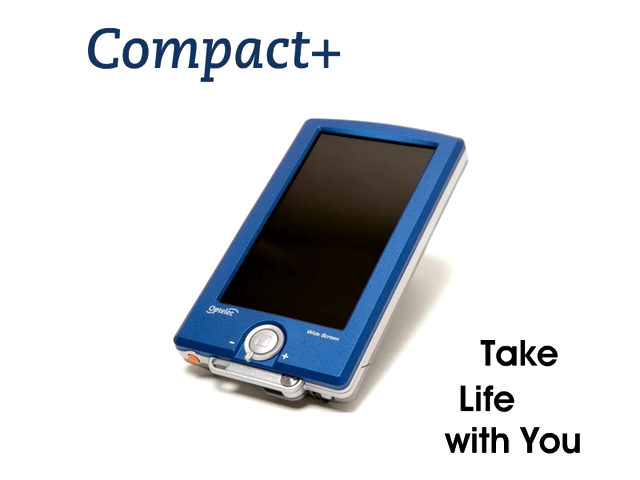 Compact+
Optelec
Wide Screen
-
+
Take
Life
with You